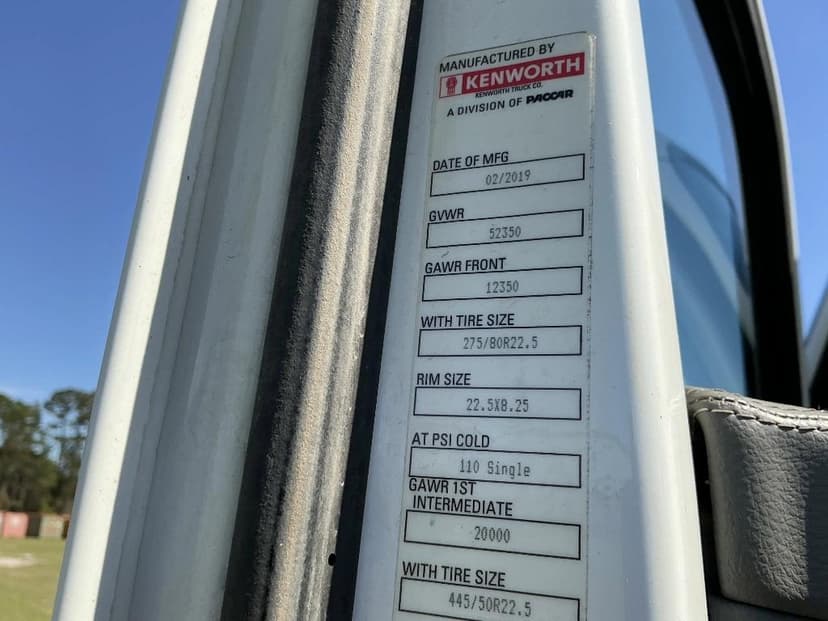 MANUFACTURED BY
KENWORTH
KENWORTH TRUCK CO.
A DIVISION OF PACCAR
DATE OF MFG
02/2019
GVWR
52350
GAWR FRONT
12350
WITH TIRE SIZE
275/80R22.5
RIM SIZE
22.5X8.25
AT PSI COLD
110 Single
GAWR 1ST
INTERMEDIATE
20000
WITH TIRE SIZE
445/50R22.5